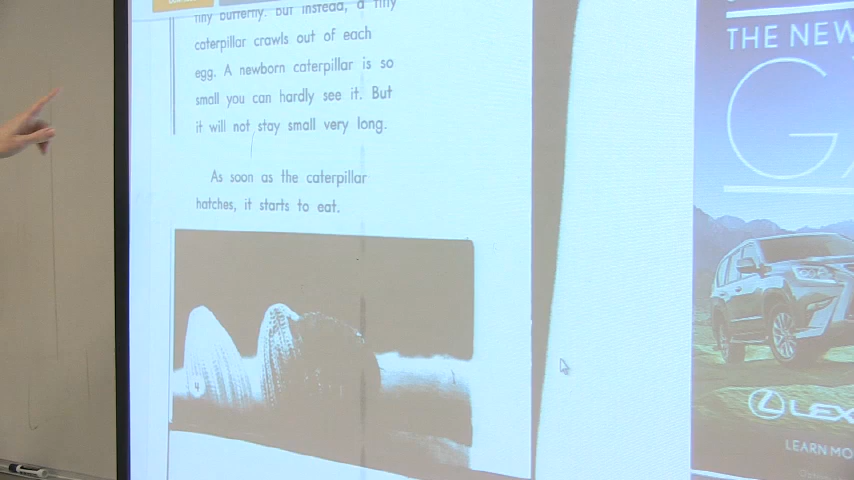 tiny butterfly. But instead, a tiny
caterpillar crawls out of each
egg. A newborn caterpillar is so
small you can hardly see it. But
it will not stay small very long.
As soon as the caterpillar
hatches, it starts to eat.
4
THE NEW
G
LEX
LEARN MO